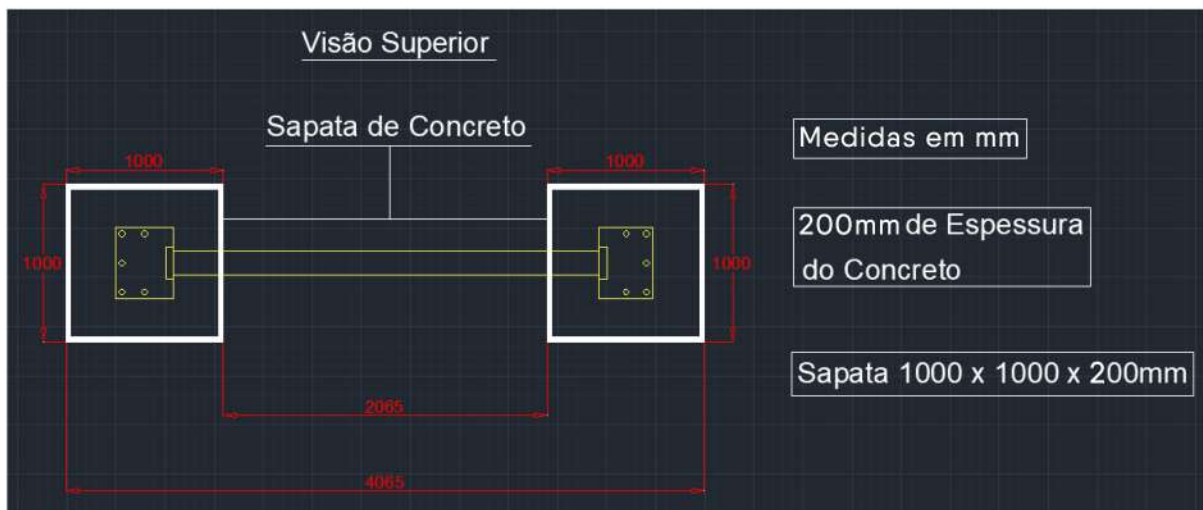 Visão Superior
Sapata de Concreto
1000
1000
Medidas em mm
1000
1000
200mm de Espessura
do Concreto
Sapata 1000 x 1000 x 200mm
2065
4065